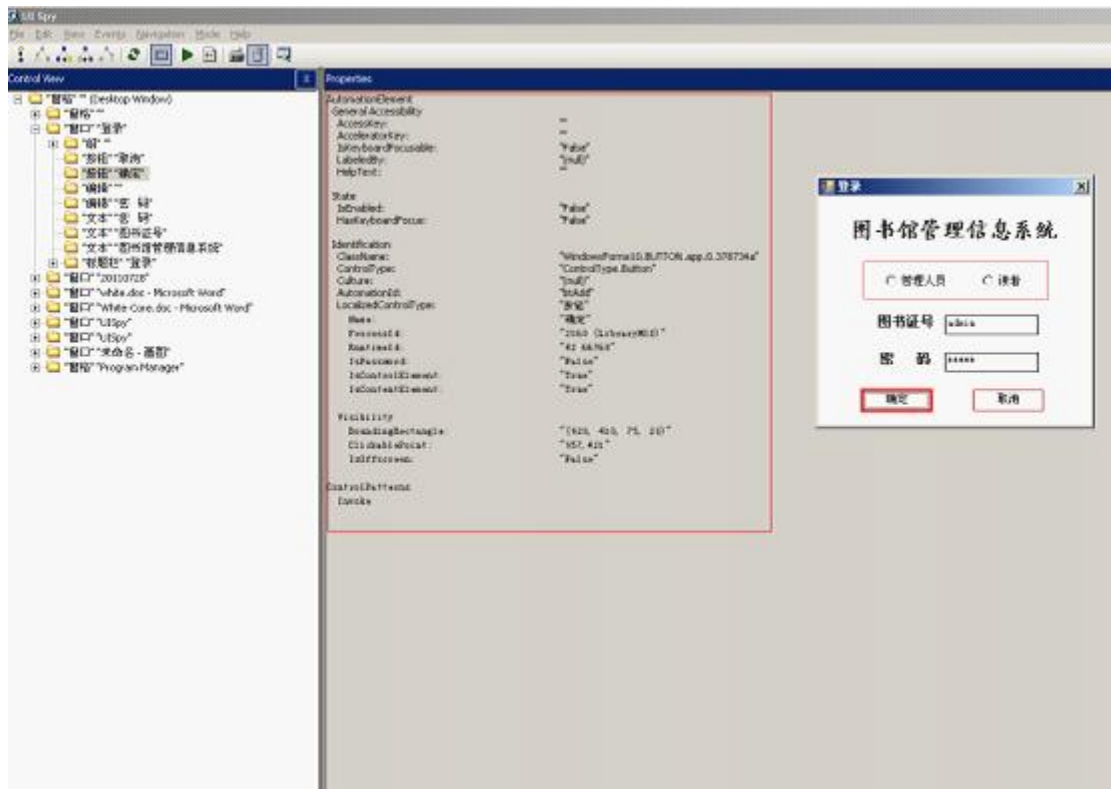 UI Spy
File Edit View Events Navigation Mode Help
Control View
Properties
"窗格" "" (Desktop Window)
"窗格" ""
"窗口" "登录"
"按钮" "取消"
"按钮" "确定"
"编辑" ""
"编辑" "密 码"
"文本" "密 码"
"文本" "图书证号"
"文本" "图书馆管理信息系统"
"标题栏" "登录"
"窗口" "20110728"
"窗口" "white.doc - Microsoft Word"
"窗口" "White Core.doc - Microsoft Word"
"窗口" "UISpy"
"窗口" "UISpy"
"窗口" "未命名 - 画图"
"窗格" "Program Manager"
AutomationElement
General Accessibility
AccessKey: ""
AcceleratorKey: ""
IsKeyboardFocusable: "False"
LabeledBy: "(null)"
HelpText: ""
State
IsEnabled: "False"
HasKeyboardFocus: "False"
Identification
ClassName: "WindowsForms10.BUTTON.app.0.378734a"
ControlType: "ControlType.Button"
Culture: "(null)"
AutomationId: "btAdd"
LocalizedControlType: "按钮"
Name: "确定"
ProcessId:
RuntimeId:
IsPassword: "False"
IsControlElement: "True"
IsContentElement: "True"
Visibility
BoundingRectangle:
ClickablePoint:
IsOffscreen: "False"
ControlPatterns
Invoke
登录
图书馆管理信息系统
管理人员 读者
图书证号 admin
密 码 *****
确定 取消